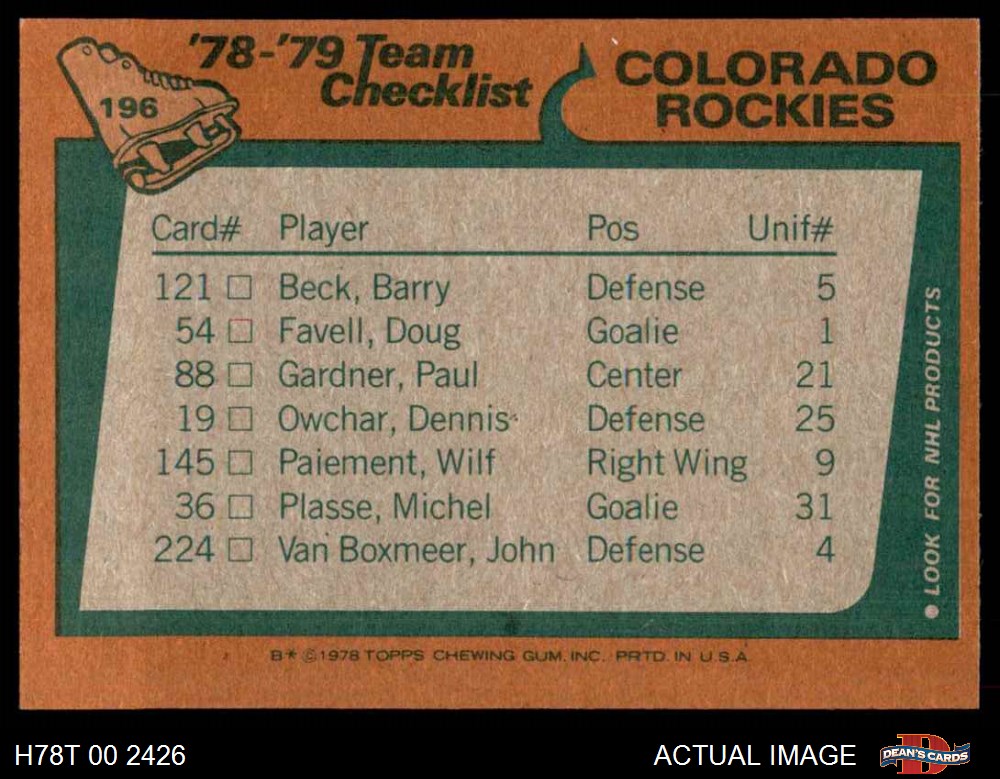 '78-'79 Team Checklist
196
COLORADO
ROCKIES
Card# Player Pos Unif#
121 □ Beck, Barry Defense 5
54 □ Favell, Doug Goalie 1
88 □ Gardner, Paul Center 21
19 □ Owchar, Dennis Defense 25
145 □ Paiement, Wilf Right Wing 9
36 □ Plasse, Michel Goalie 31
224 □ Van Boxmeer, John Defense 4
● LOOK FOR NHL PRODUCTS
B* © 1978 TOPPS CHEWING GUM, INC. PRTD. IN U.S.A.
H78T 00 2426
ACTUAL IMAGE
D
DEAN'S CARDS